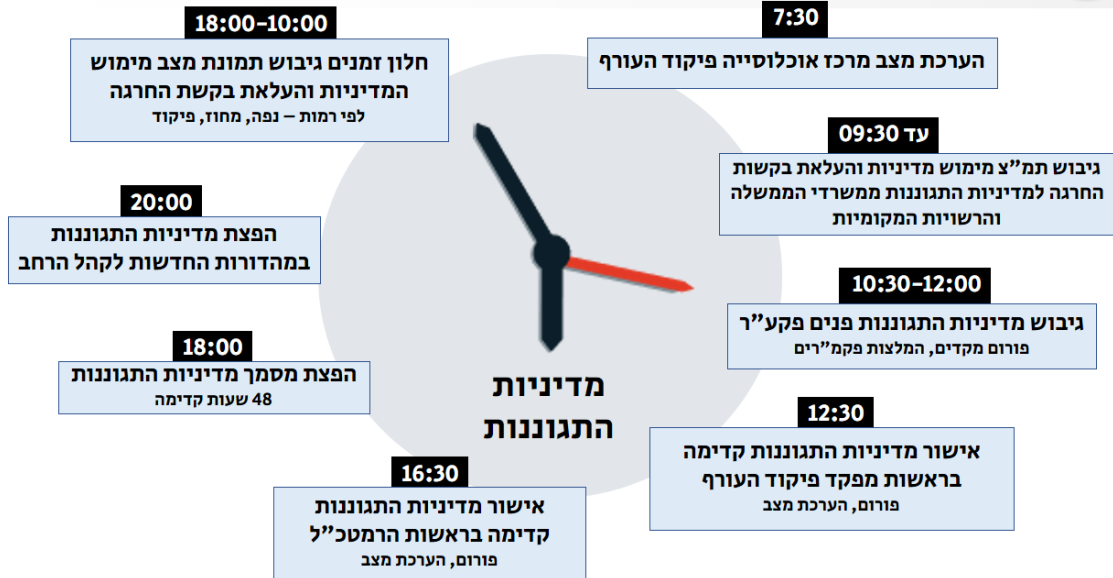 7:30
הערכת מצב מרכז אוכלוסייה פיקוד העורף
עד 09:30
גיבוש תמ"צ מימוש מדיניות והעלאת בקשות
החרגה למדיניות התגוננות ממשרדי הממשלה
והרשויות המקומיות
10:30-12:00
גיבוש מדיניות התגוננות פנים פקע"ר
פורום מקדים, המלצות פקמ"רים
12:30
אישור מדיניות התגוננות קדימה
בראשות מפקד פיקוד העורף
פורום, הערכת מצב
16:30
אישור מדיניות התגוננות
קדימה בראשות הרמטכ"ל
פורום, הערכת מצב
18:00
הפצת מסמך מדיניות התגוננות
48 שעות קדימה
20:00
הפצת מדיניות התגוננות
במהדורות החדשות לקהל הרחב
18:00-10:00
חלון זמנים גיבוש תמונת מצב מימוש
המדיניות והעלאת בקשת החרגה
לפי רמות – נפה, מחוז, פיקוד
מדיניות
התגוננות